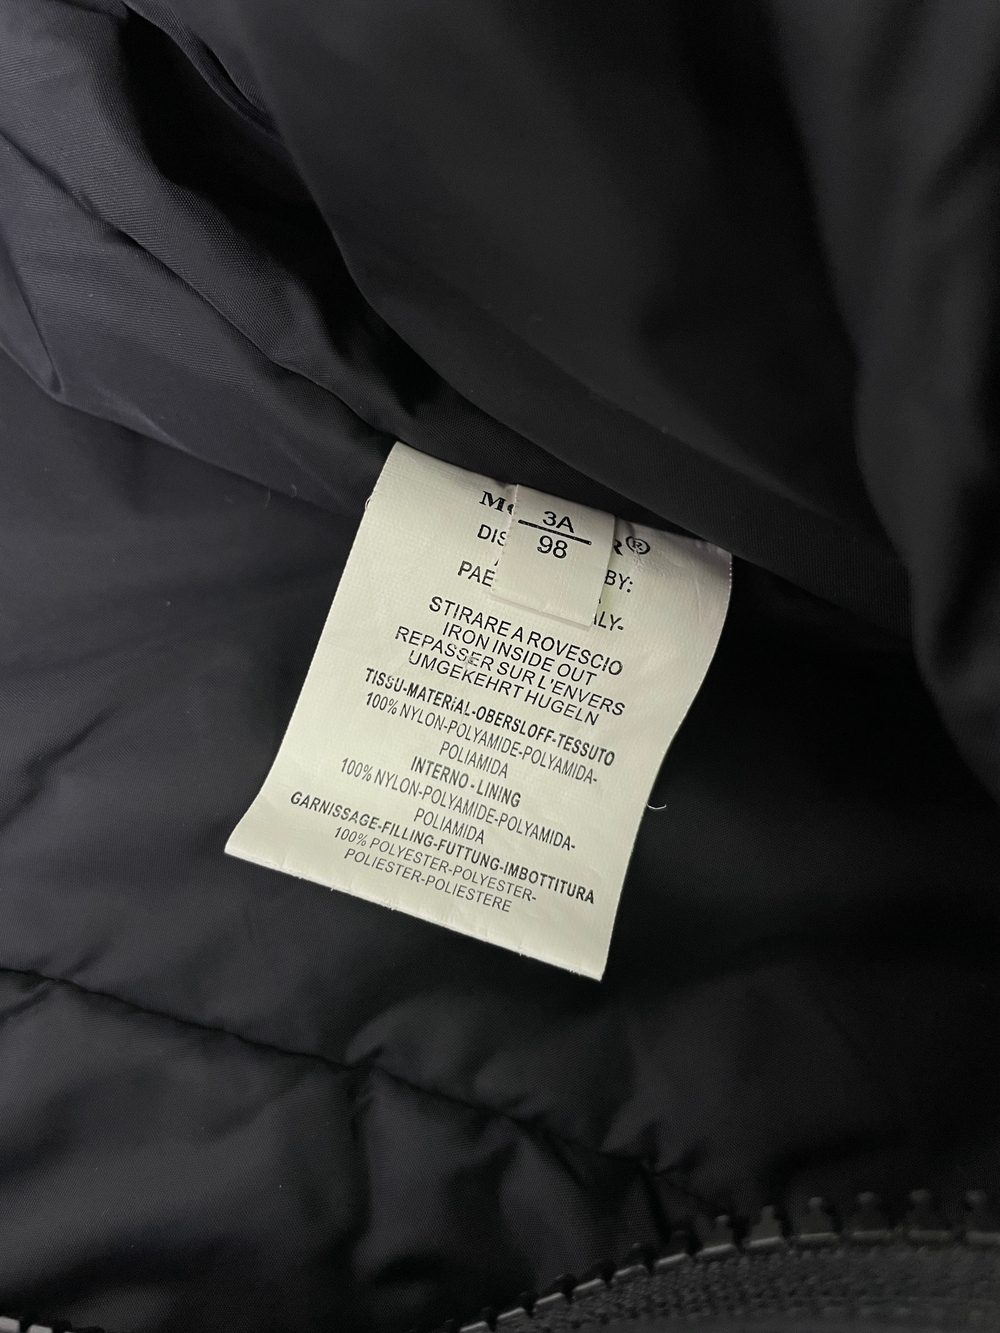 3A
98
®
BY:
STIRARE A ROVESCIO
IRON INSIDE OUT
REPASSER SUR L'ENVERS
UMGEKEHRT HUGELN
TISSU-MATERIAL-OBERSLOFF-TESSUTO
100% NYLON-POLYAMIDE-POLYAMIDA-
POLIAMIDA
INTERNO-LINING
100% NYLON-POLYAMIDE-POLYAMIDA-
POLIAMIDA
GARNISSAGE-FILLING-FUTTUNG-IMBOTTITURA
100% POLYESTER-POLYESTER-
POLIESTER-POLIESTERE